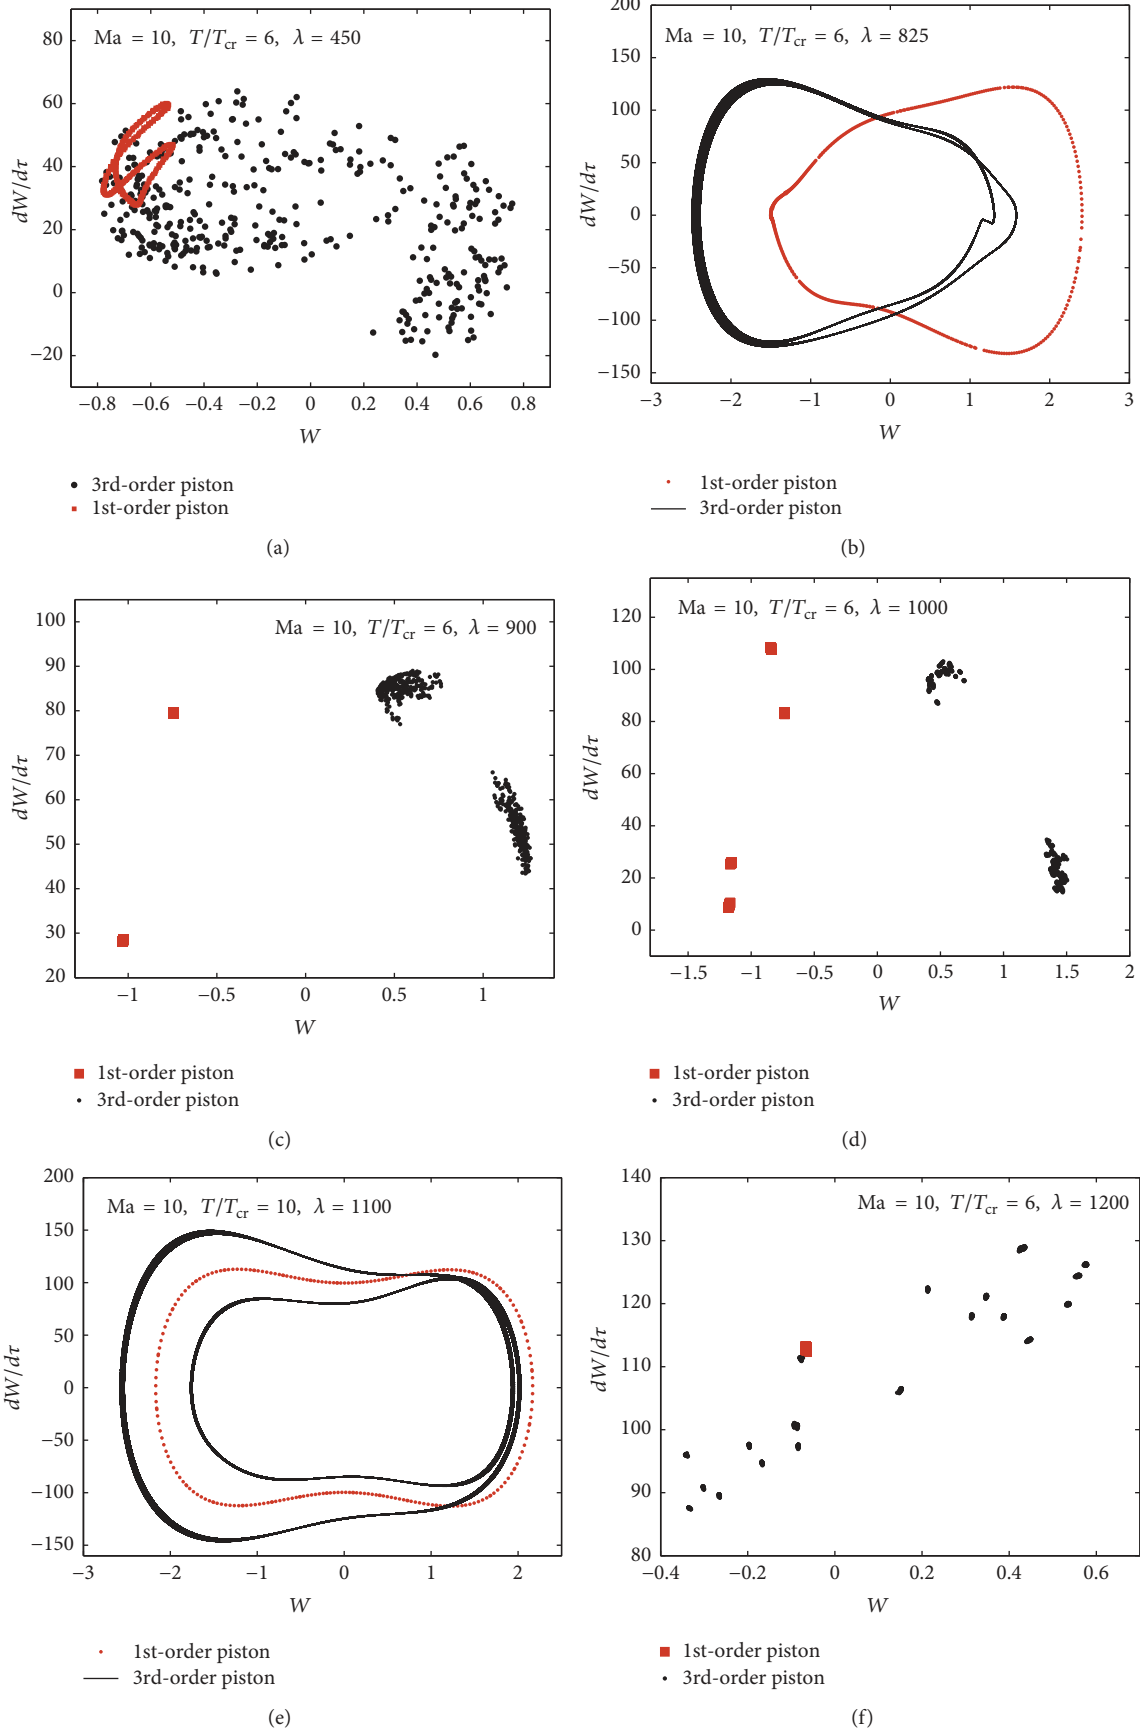 80
60
40
20
0
−20
dW/dτ
Ma = 10, T/Tcr = 6, λ = 450
−0.8 −0.6 −0.4 −0.2 0 0.2 0.4 0.6 0.8
W
3rd-order piston
1st-order piston
(a)
200
150
100
50
0
−50
−100
−150
dW/dτ
Ma = 10, T/Tcr = 6, λ = 825
−3 −2 −1 0 1 2 3
W
1st-order piston
3rd-order piston
(b)
100
90
80
70
60
50
40
30
20
dW/dτ
Ma = 10, T/Tcr = 6, λ = 900
−1 −0.5 0 0.5 1
W
1st-order piston
3rd-order piston
(c)
120
100
80
60
40
20
0
dW/dτ
Ma = 10, T/Tcr = 6, λ = 1000
−1.5 −1 −0.5 0 0.5 1 1.5 2
W
1st-order piston
3rd-order piston
(d)
200
150
100
50
0
−50
−100
−150
dW/dτ
Ma = 10, T/Tcr = 10, λ = 1100
−3 −2 −1 0 1 2
W
1st-order piston
3rd-order piston
(e)
140
130
120
110
100
90
80
dW/dτ
Ma = 10, T/Tcr = 6, λ = 1200
−0.4 −0.2 0 0.2 0.4 0.6
W
1st-order piston
3rd-order piston
(f)